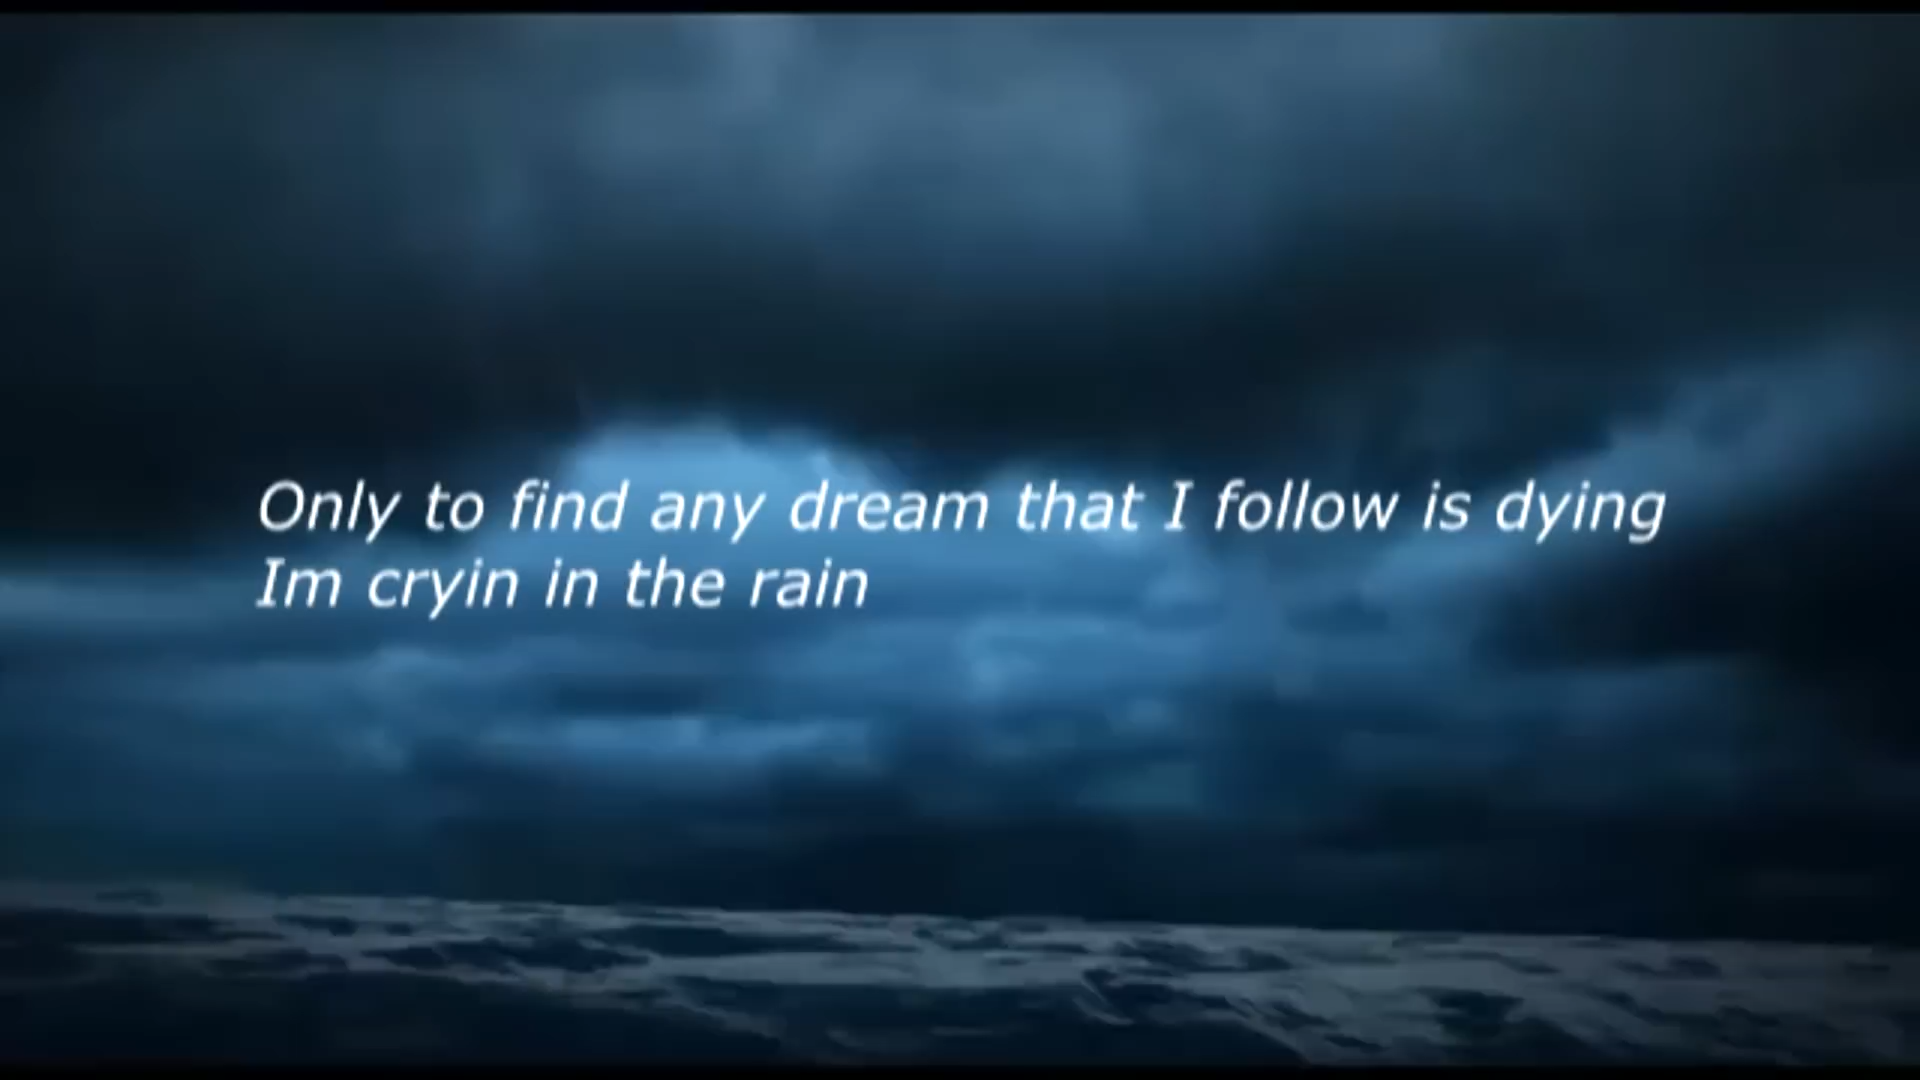 Only to find any dream that I follow is dying
Im cryin in the rain